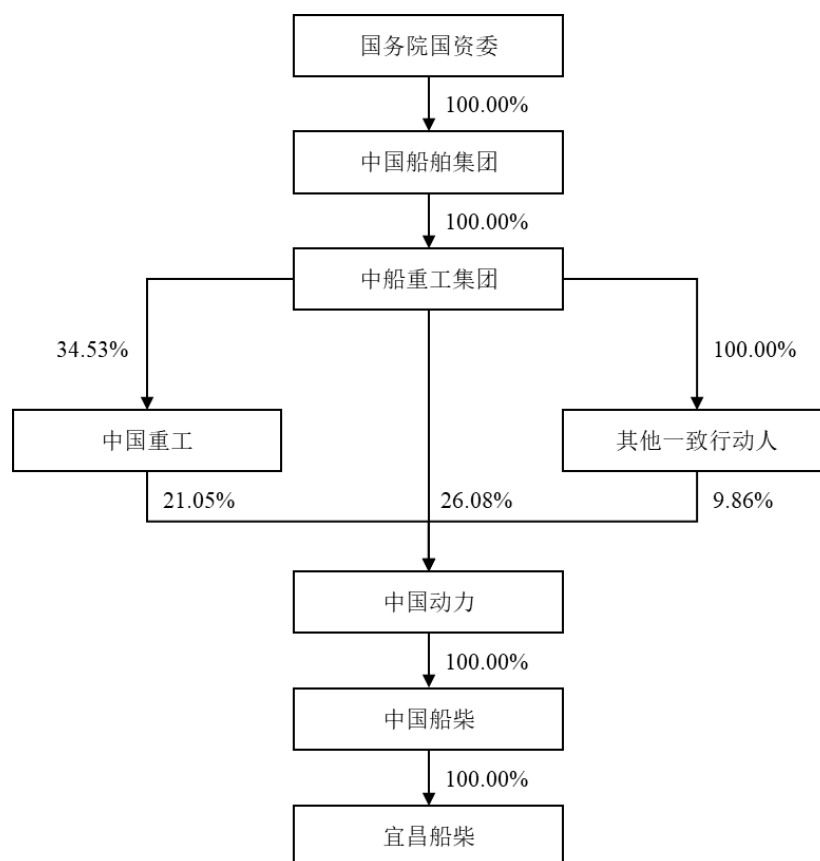 国务院国资委
100.00%
中国船舶集团
100.00%
中船重工集团
34.53%
100.00%
中国重工
其他一致行动人
21.05%
26.08%
9.86%
中国动力
100.00%
中国船柴
100.00%
宜昌船柴